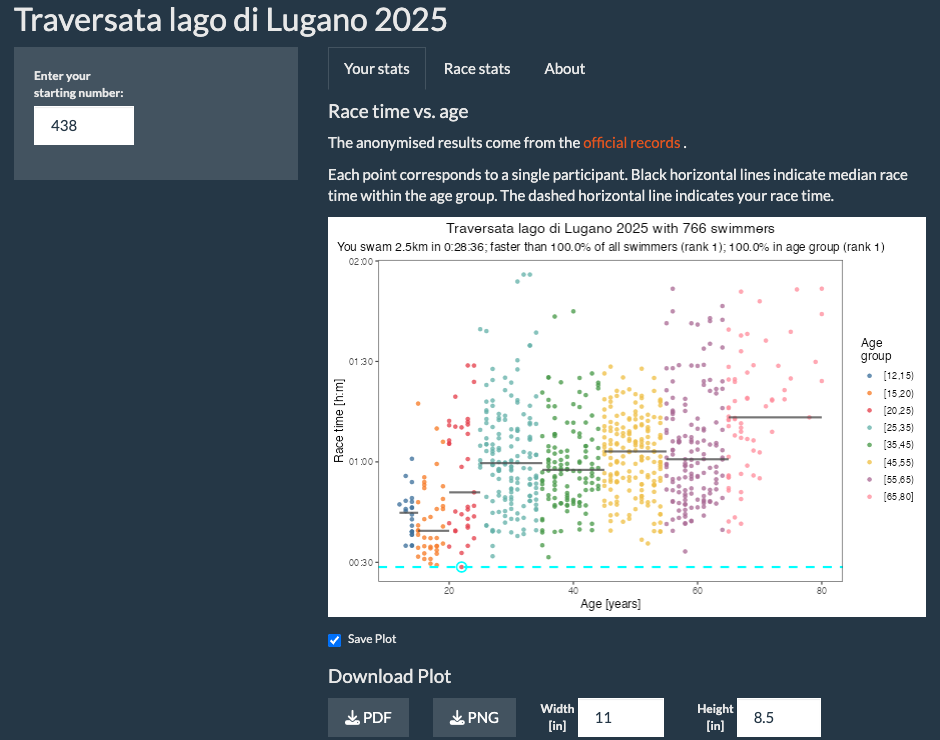 Traversata lago di Lugano 2025
Enter your
starting number:
438
Your stats
Race stats
About
Race time vs. age
The anonymised results come from the official records .
Each point corresponds to a single participant. Black horizontal lines indicate median race
time within the age group. The dashed horizontal line indicates your race time.
Traversata lago di Lugano 2025 with 766 swimmers
You swam 2.5km in 0:28:36; faster than 100.0% of all swimmers (rank 1); 100.0% in age group (rank 1)
02:00
01:30
01:00
00:30
Race time [h:m]
20
40
60
80
Age [years]
Age
group
[12,15)
[15,20)
[20,25)
[25,35)
[35,45)
[45,55)
[55,65)
[65,80]
Save Plot
Download Plot
PDF
PNG
Width
[in]
11
Height
[in]
8.5